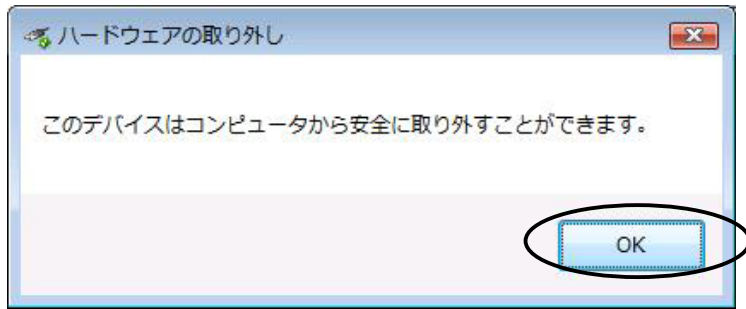 ハードウェアの取り外し
このデバイスはコンピュータから安全に取り外すことができます。
OK